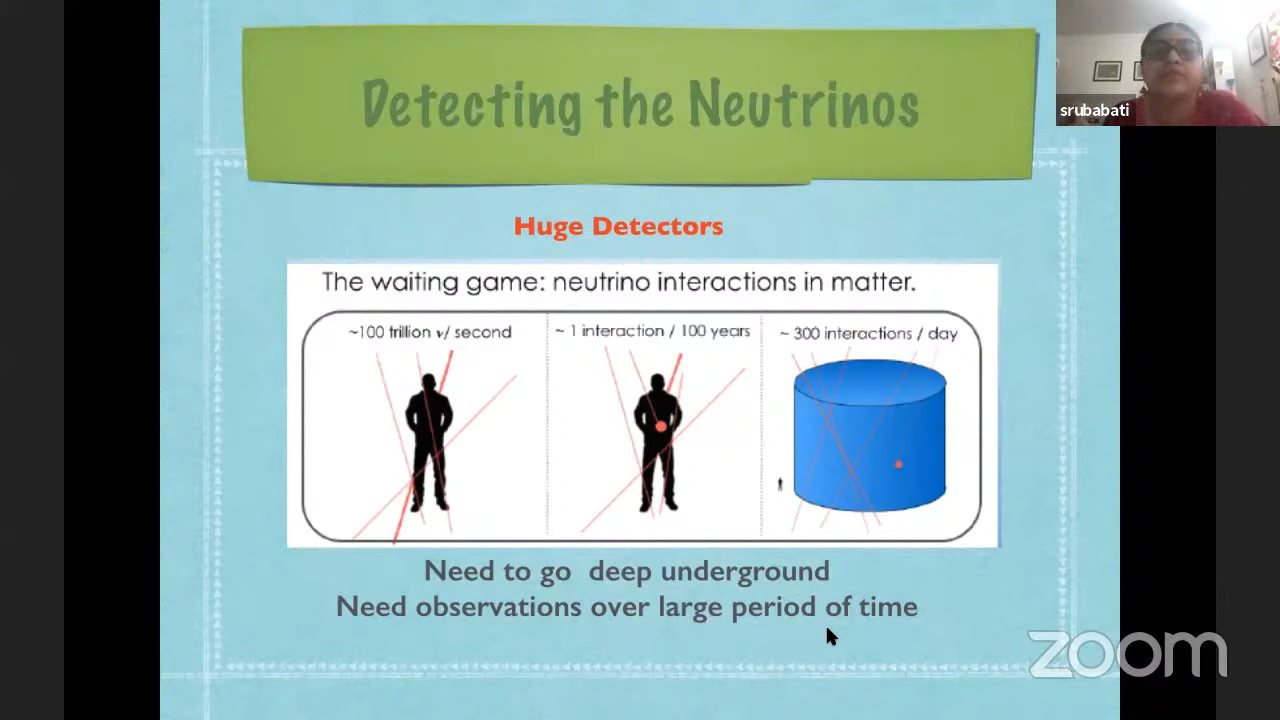 Detecting the Neutrinos
srubabati
Huge Detectors
The waiting game: neutrino interactions in matter.
~100 trillion ν/ second
~ 1 interaction / 100 years
~ 300 interactions / day
Need to go deep underground
Need observations over large period of time
zoom